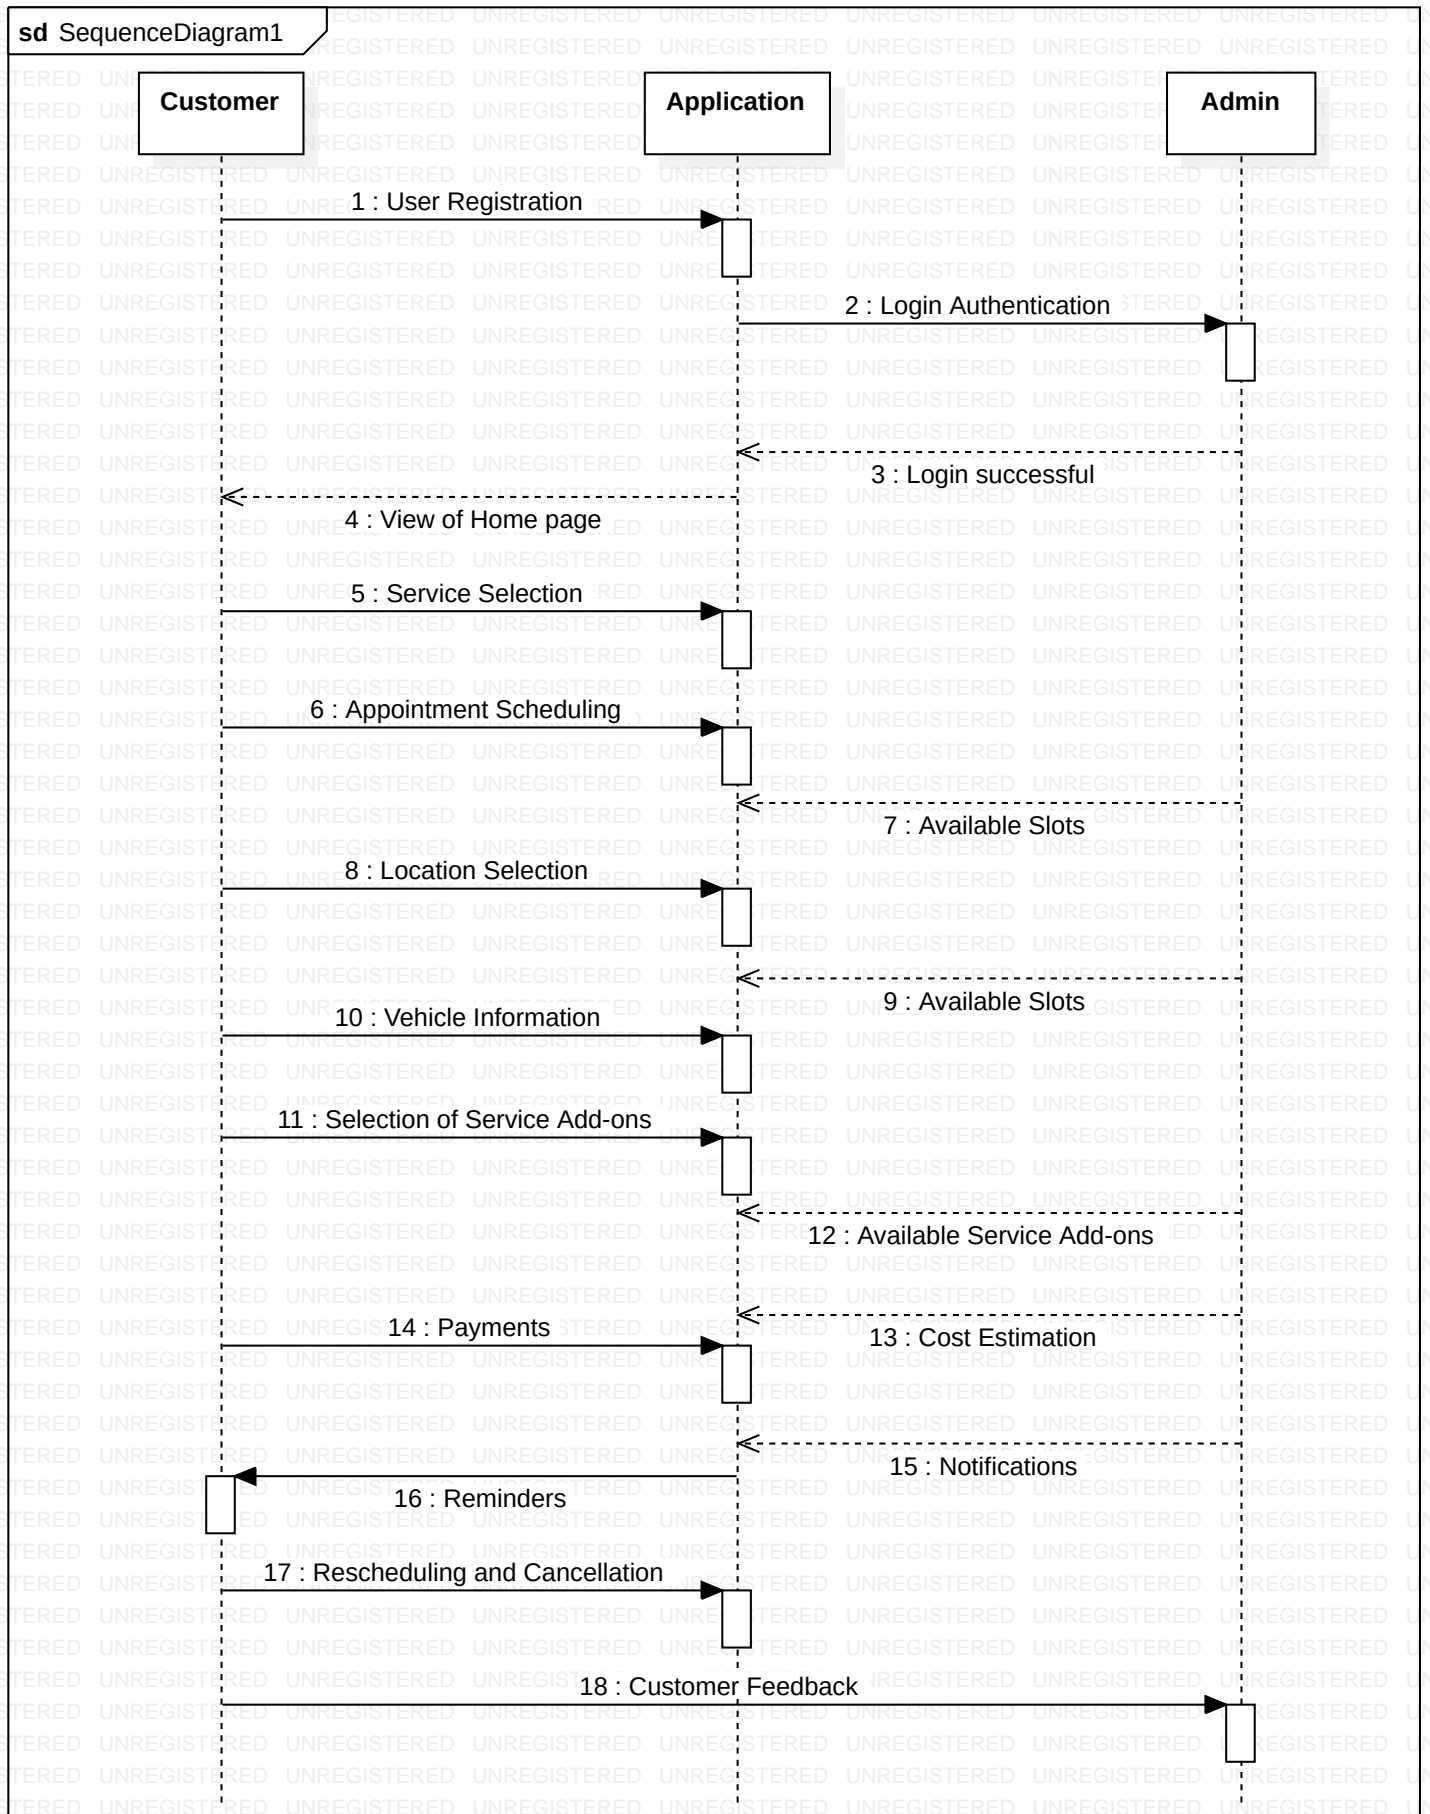 sd SequenceDiagram1
Customer
Application
Admin
1 : User Registration
2 : Login Authentication
3 : Login successful
4 : View of Home page
5 : Service Selection
6 : Appointment Scheduling
7 : Available Slots
8 : Location Selection
9 : Available Slots
10 : Vehicle Information
11 : Selection of Service Add-ons
12 : Available Service Add-ons
14 : Payments
13 : Cost Estimation
15 : Notifications
16 : Reminders
17 : Rescheduling and Cancellation
18 : Customer Feedback
UNREGISTERED